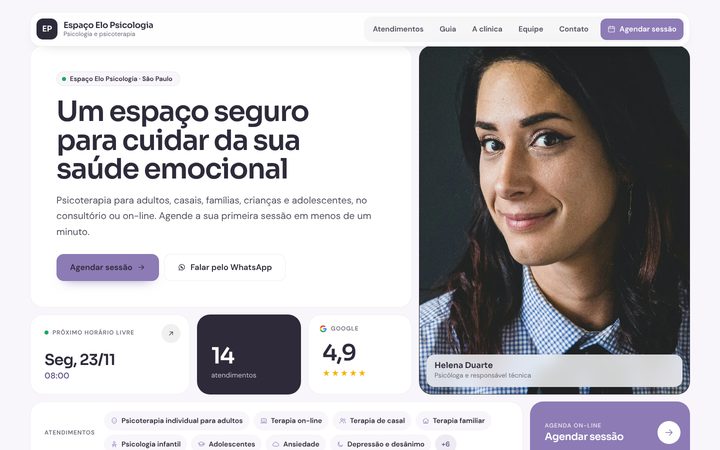 EP
Espaço Elo Psicologia
Psicologia e psicoterapia
Atendimentos
Guia
A clínica
Equipe
Contato
Agendar sessão
Espaço Elo Psicologia · São Paulo
Um espaço seguro
para cuidar da sua
saúde emocional
Psicoterapia para adultos, casais, famílias, crianças e adolescentes, no
consultório ou on-line. Agende a sua primeira sessão em menos de um
minuto.
Agendar sessão →
Falar pelo WhatsApp
Helena Duarte
Psicóloga e responsável técnica
PRÓXIMO HORÁRIO LIVRE
Seg, 23/11
08:00
14
atendimentos
GOOGLE
4,9
★★★★★
ATENDIMENTOS
Psicoterapia individual para adultos
Terapia on-line
Terapia de casal
Terapia familiar
Psicologia infantil
Adolescentes
Ansiedade
Depressão e desânimo
+6
AGENDA ON-LINE
Agendar sessão